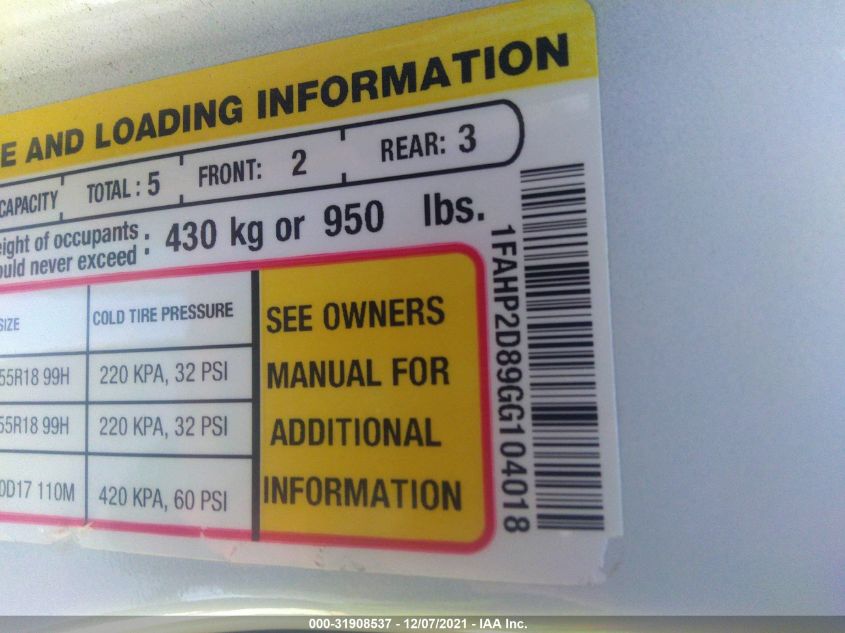 E AND LOADING INFORMATION
CAPACITY TOTAL : 5 FRONT: 2 REAR: 3
eight of occupants : 430 kg or 950 lbs.
ould never exceed :
SIZE COLD TIRE PRESSURE
55R18 99H 220 KPA, 32 PSI
55R18 99H 220 KPA, 32 PSI
0D17 110M 420 KPA, 60 PSI
SEE OWNERS
MANUAL FOR
ADDITIONAL
INFORMATION
1FAHP2D89GG104018
000-31908537 - 12/07/2021 - IAA Inc.